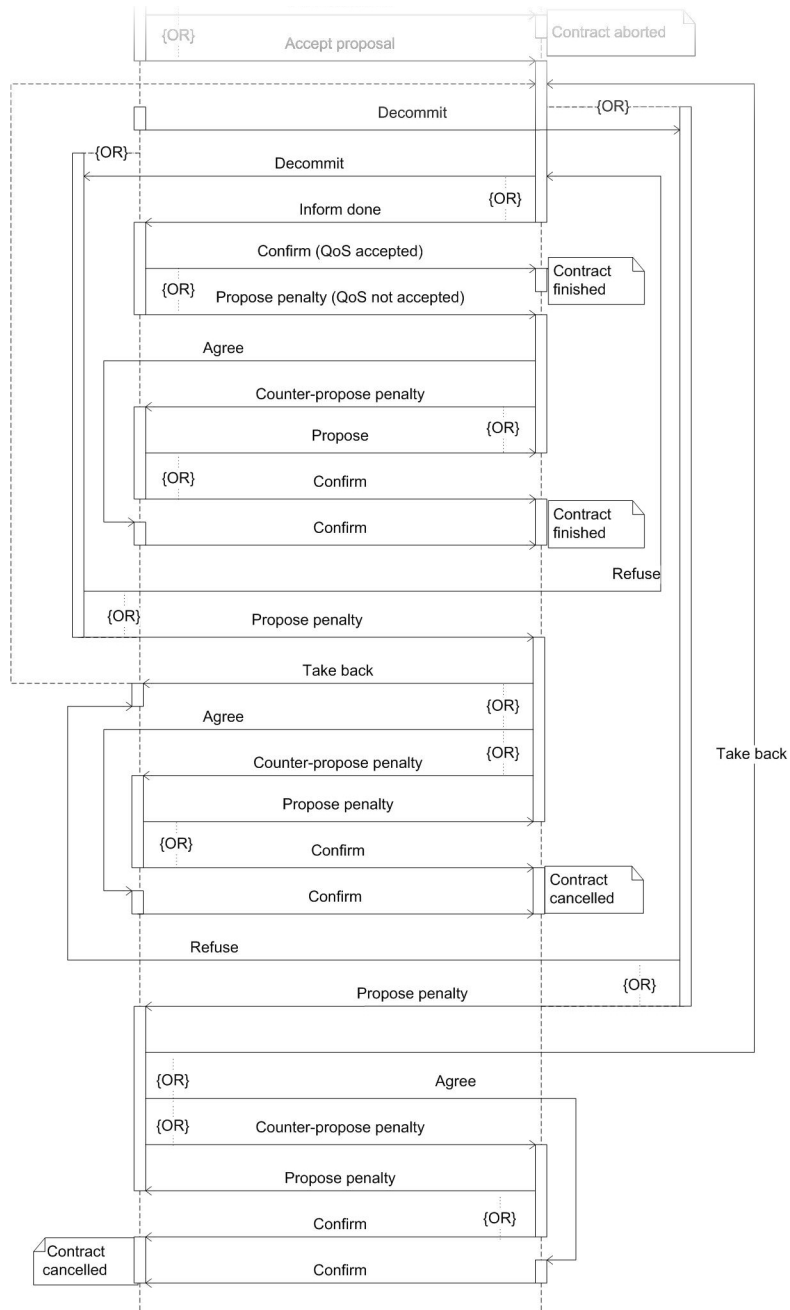 {OR}
Contract aborted
Accept proposal
Decommit
{OR}
{OR}
Decommit
{OR}
Inform done
Confirm (QoS accepted)
Contract
finished
{OR}
Propose penalty (QoS not accepted)
Agree
Counter-propose penalty
{OR}
Propose
{OR}
Confirm
Contract
finished
Confirm
Refuse
{OR}
Propose penalty
Take back
{OR}
Agree
Take back
{OR}
Counter-propose penalty
Propose penalty
{OR}
Confirm
Contract
cancelled
Confirm
Refuse
{OR}
Propose penalty
{OR}
Agree
{OR}
Counter-propose penalty
Propose penalty
{OR}
Confirm
Contract
cancelled
Confirm